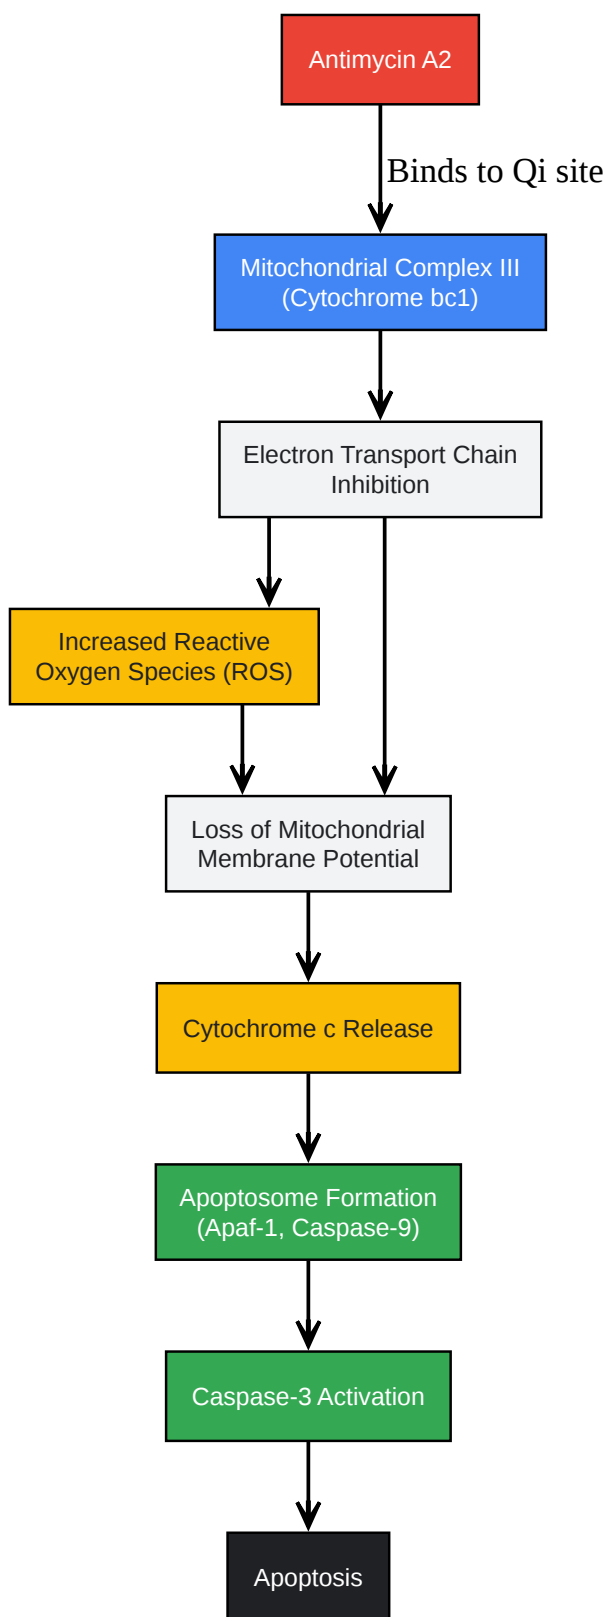 Antimycin A2
Binds to Qi site
Mitochondrial Complex III
(Cytochrome bc1)
Electron Transport Chain
Inhibition
Increased Reactive
Oxygen Species (ROS)
Loss of Mitochondrial
Membrane Potential
Cytochrome c Release
Apoptosome Formation
(Apaf-1, Caspase-9)
Caspase-3 Activation
Apoptosis